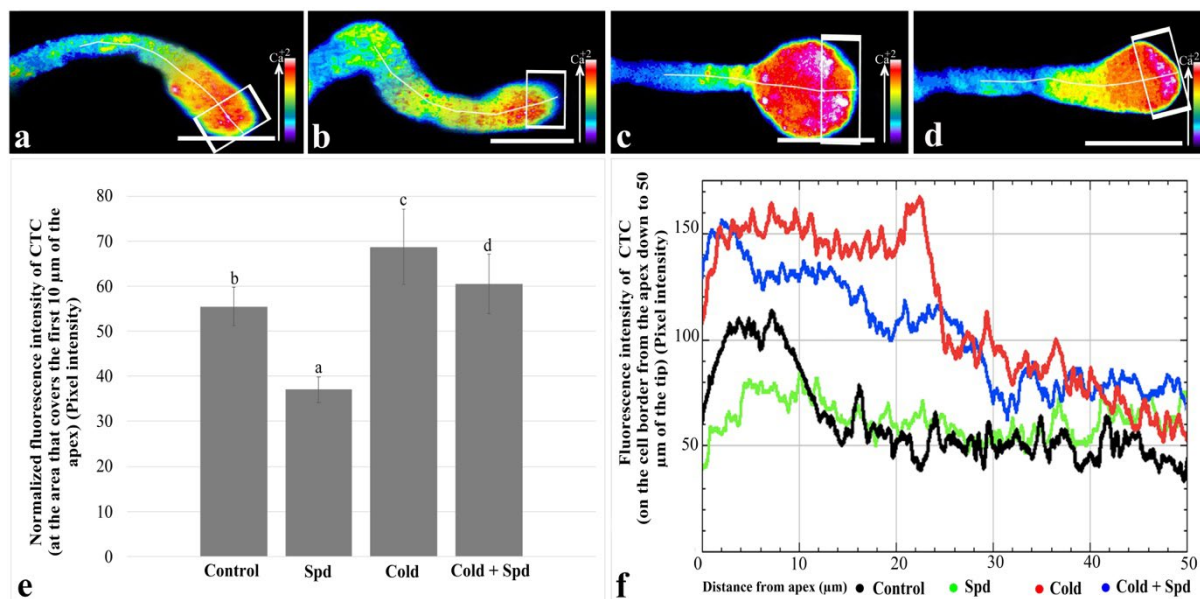 Ca+2
a
Ca+2
b
Ca+2
c
Ca+2
d
Normalized fluorescence intensity of CTC
(at the area that covers the first 10 µm of the
apex) (Pixel intensity)
80
70
60
50
40
30
20
10
0
b
a
c
d
Control Spd Cold Cold + Spd
e
Fluorescence intensity of CTC
(on the cell border from the apex down to 50
µm of the tip) (Pixel intensity)
150
100
50
0 10 20 30 40 50
Distance from apex (µm) Control Spd Cold Cold + Spd
f